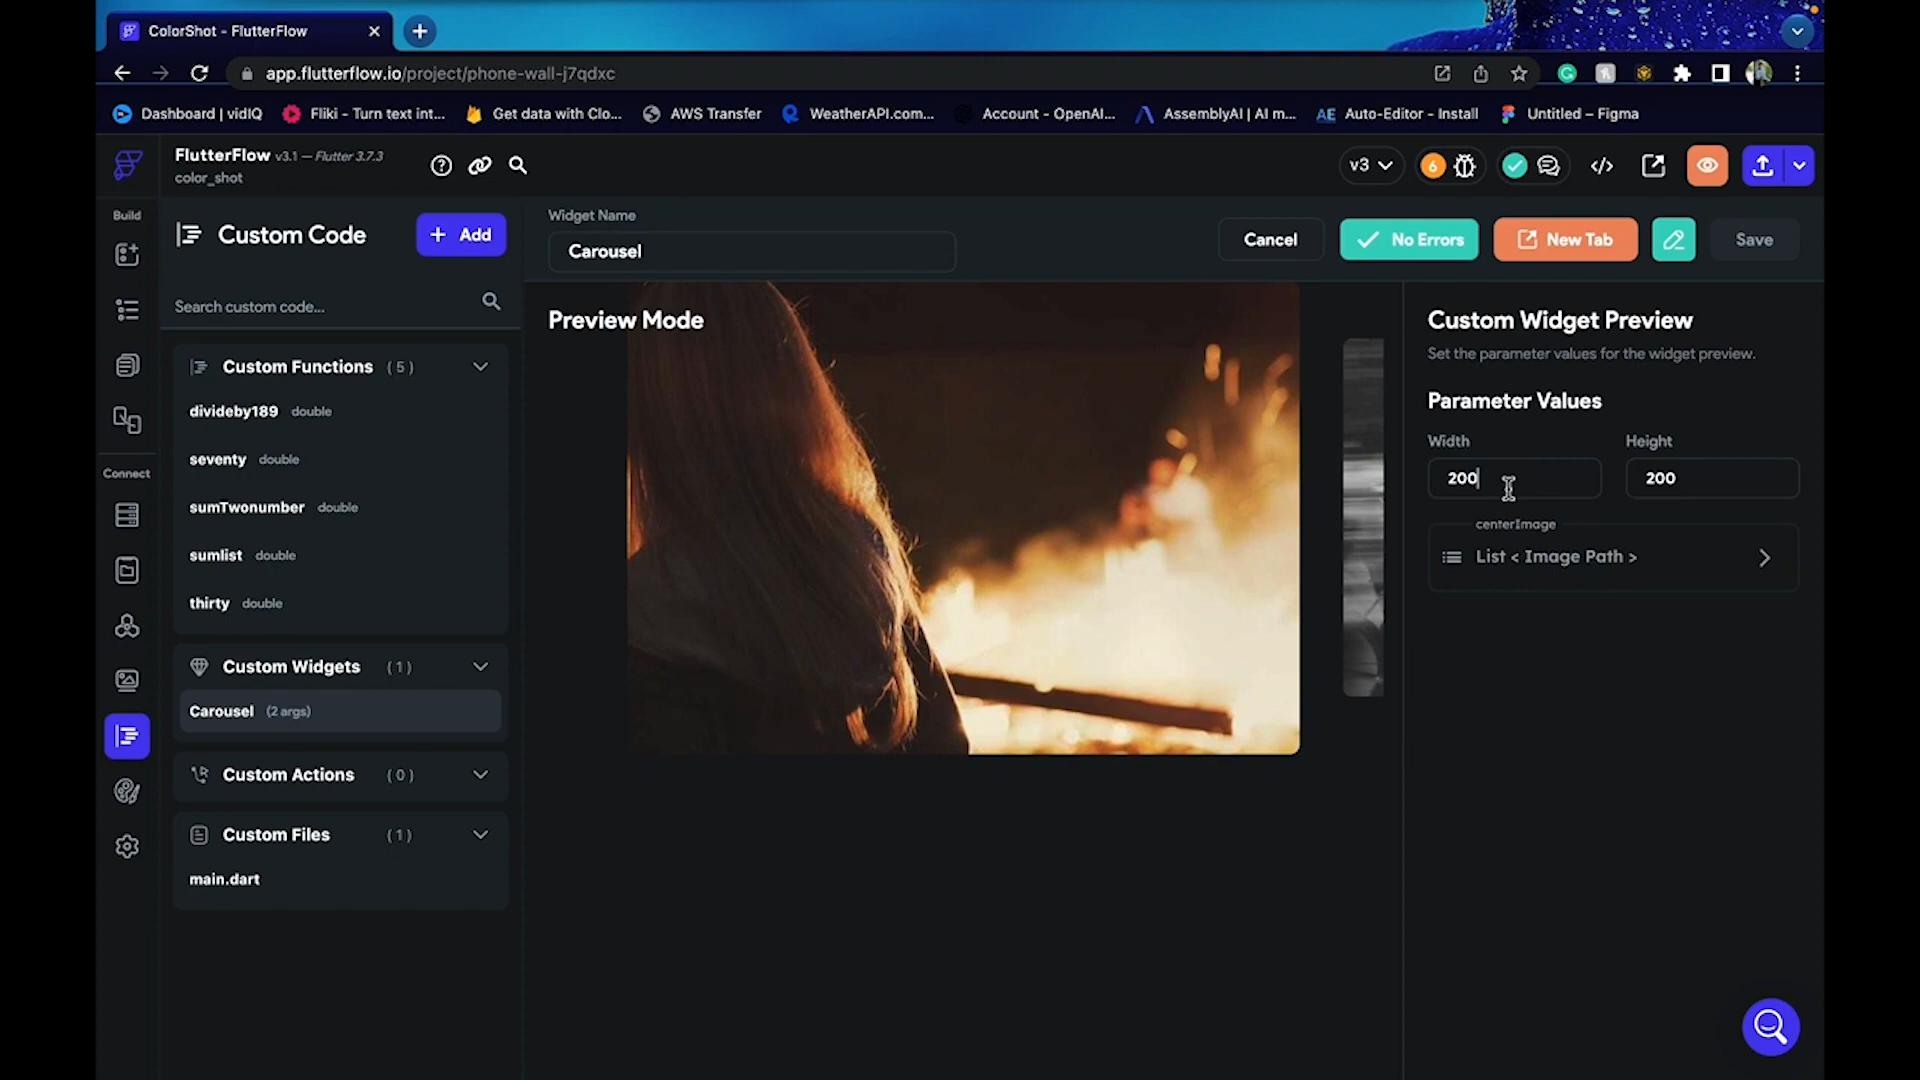 ColorShot - FlutterFlow
app.flutterflow.io/project/phone-wall-j7qdxc
Dashboard | vidIQ
Fliki - Turn text int...
Get data with Clo...
AWS Transfer
WeatherAPI.com...
Account - OpenAI...
AssemblyAI | AI m...
AE Auto-Editor - Install
Untitled – Figma
FlutterFlow v3.1 — Flutter 3.7.3
color_shot
v3
6
Build
Custom Code
+ Add
Widget Name
Carousel
Cancel
No Errors
New Tab
Save
Search custom code...
Connect
Custom Functions (5)
divideby189 double
seventy double
sumTwonumber double
sumlist double
thirty double
Custom Widgets (1)
Carousel (2 args)
Custom Actions (0)
Custom Files (1)
main.dart
Preview Mode
Custom Widget Preview
Set the parameter values for the widget preview.
Parameter Values
Width
Height
200
200
centerImage
List < Image Path >